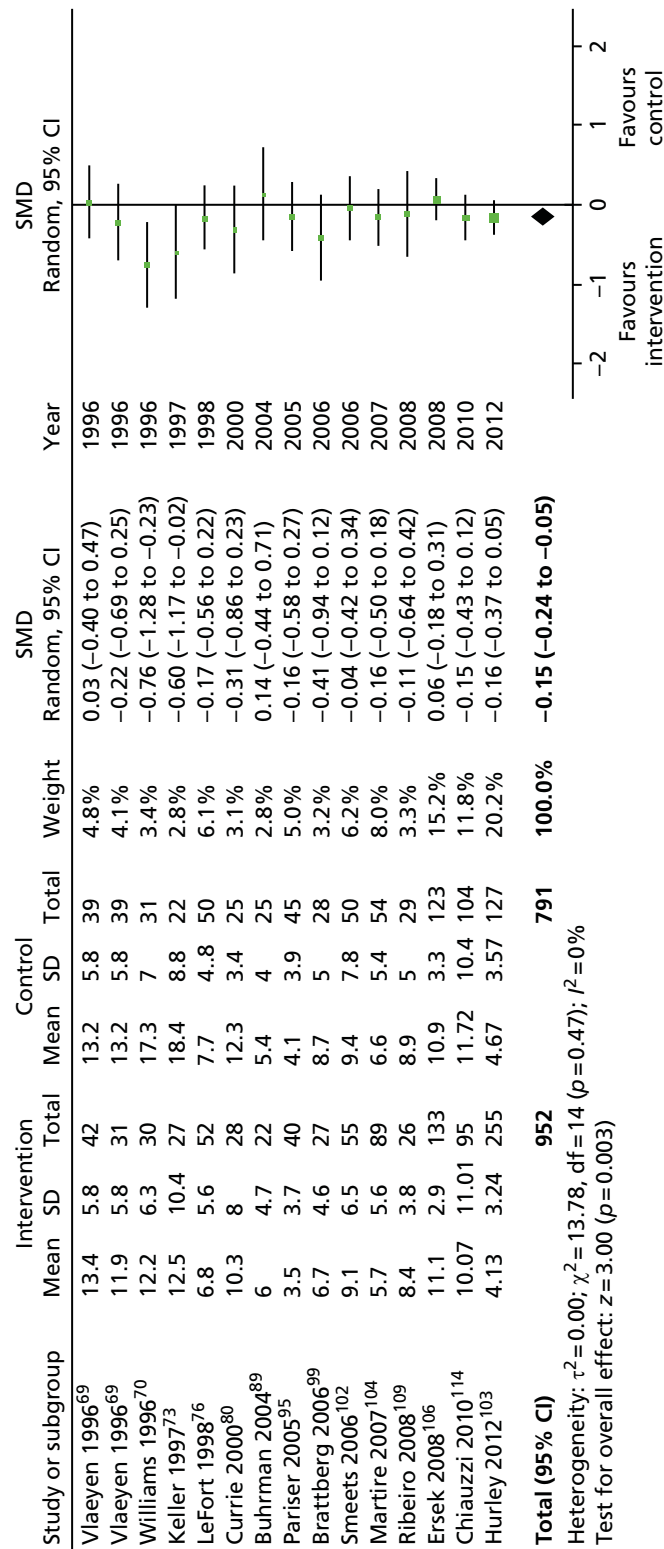 Intervention Control SMD SMD
Study or subgroup Mean SD Total Mean SD Total Weight Random, 95% CI Year Random, 95% CI
Vlaeyen 1996⁶⁹ 13.4 5.8 42 13.2 5.8 39 4.8% 0.03 (−0.40 to 0.47) 1996
Vlaeyen 1996⁶⁹ 11.9 5.8 31 13.2 5.8 39 4.1% −0.22 (−0.69 to 0.25) 1996
Williams 1996⁷⁰ 12.2 6.3 30 17.3 7 31 3.4% −0.76 (−1.28 to −0.23) 1996
Keller 1997⁷³ 12.5 10.4 27 18.4 8.8 22 2.8% −0.60 (−1.17 to −0.02) 1997
LeFort 1998⁷⁶ 6.8 5.6 52 7.7 4..8 50 6.1% −0.17 (−0.56 to 0.22) 1998
Currie 2000⁸⁰ 10.3 8 28 12.3 3.4 25 3.1% −0.31 (−0.86 to 0.23) 2000
Buhrman 2004⁸⁹ 6 4.7 22 5.4 4 25 2.8% 0.14 (−0.44 to 0.71) 2004
Pariser 2005⁹⁵ 3.5 3.7 40 4.1 3.9 45 5.0% −0.16 (−0.58 to 0.27) 2005
Brattberg 2006⁹⁹ 6.7 4.6 27 8.7 5 28 3.2% −0.41 (−0.94 to 0.12) 2006
Smeets 2006¹⁰² 9.1 6.5 55 9.4 7.8 50 6.2% −0.04 (−0.42 to 0.34) 2006
Martire 2007¹⁰⁴ 5.7 5.6 89 6.6 5.4 54 8.0% −0.16 (−0.50 to 0.18) 2007
Ribeiro 2008¹⁰⁹ 8.4 3.8 26 8.9 5 29 3.3% −0.11 (−0.64 to 0.42) 2008
Ersek 2008¹⁰⁶ 11.1 2.9 133 10.9 3.3 123 15.2% 0.06 (−0.18 to 0.31) 2008
Chiauzzi 2010¹¹⁴ 10.07 11.01 95 11.72 10.4 104 11.8% −0.15 (−0.43 to 0.12) 2010
Hurley 2012¹⁰³ 4.13 3.24 255 4.67 3.57 127 20.2% −0.16 (−0.37 to 0.05) 2012
Total (95% CI) 952 791 100.0% −0.15 (−0.24 to −0.05)
Heterogeneity: τ²=0.00; χ²=13.78, df=14 (p=0.47); I²=0%
Test for overall effect: z=3.00 (p=0.003)
−2 −1 0 1 2
Favours intervention
Favours control